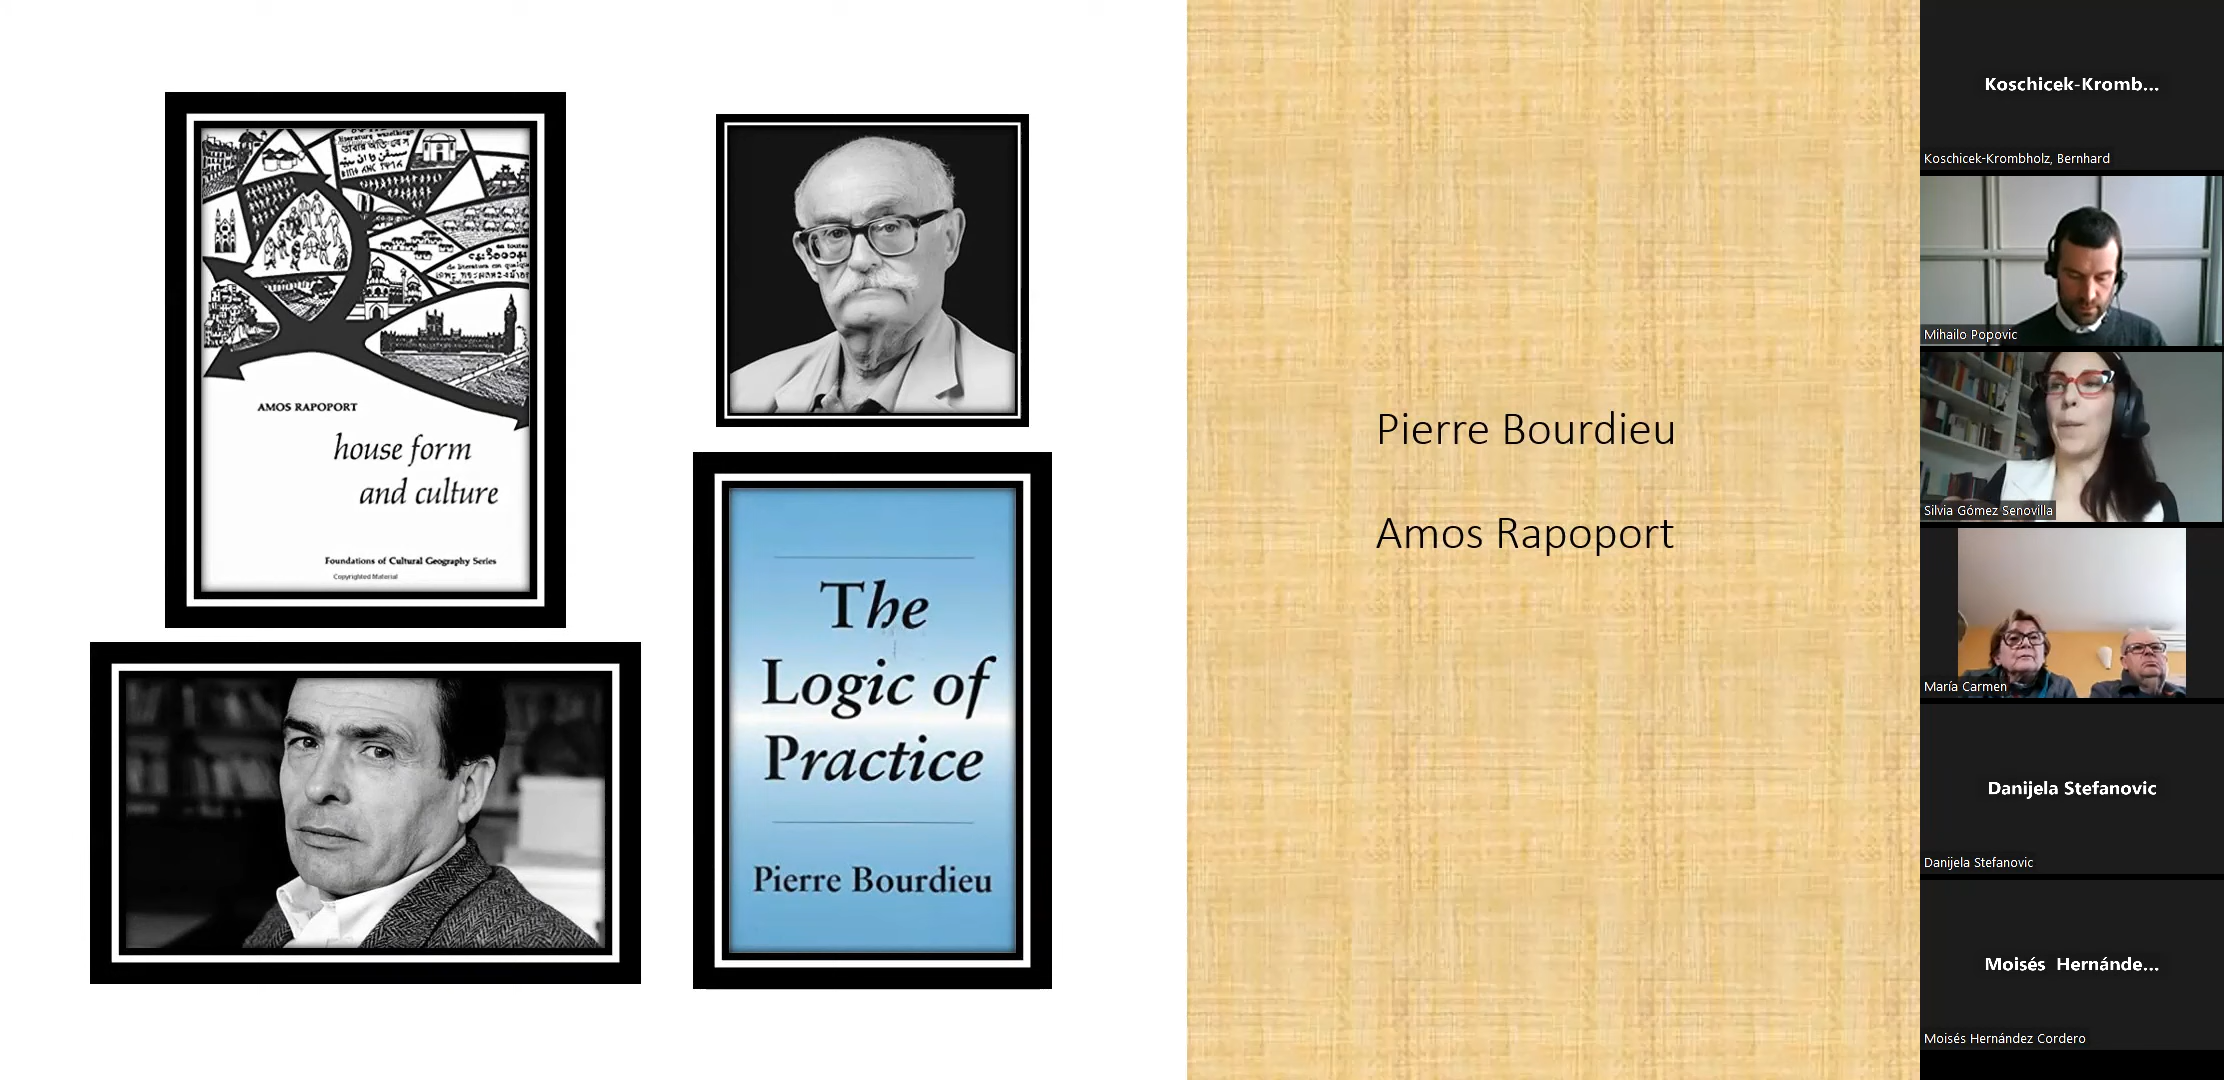 literature wszelkiego
AMOS RAPOPORT
house form
and culture
Foundations of Cultural Geography Series
Copyrighted Material
The
Logic of
Practice
Pierre Bourdieu
Pierre Bourdieu
Amos Rapoport
Koschicek-Kromb...
Koschicek-Krombholz, Bernhard
Mihailo Popovic
Silvia Gómez Senovilla
María Carmen
Danijela Stefanovic
Danijela Stefanovic
Moisés Hernánde...
Moisés Hernández Cordero